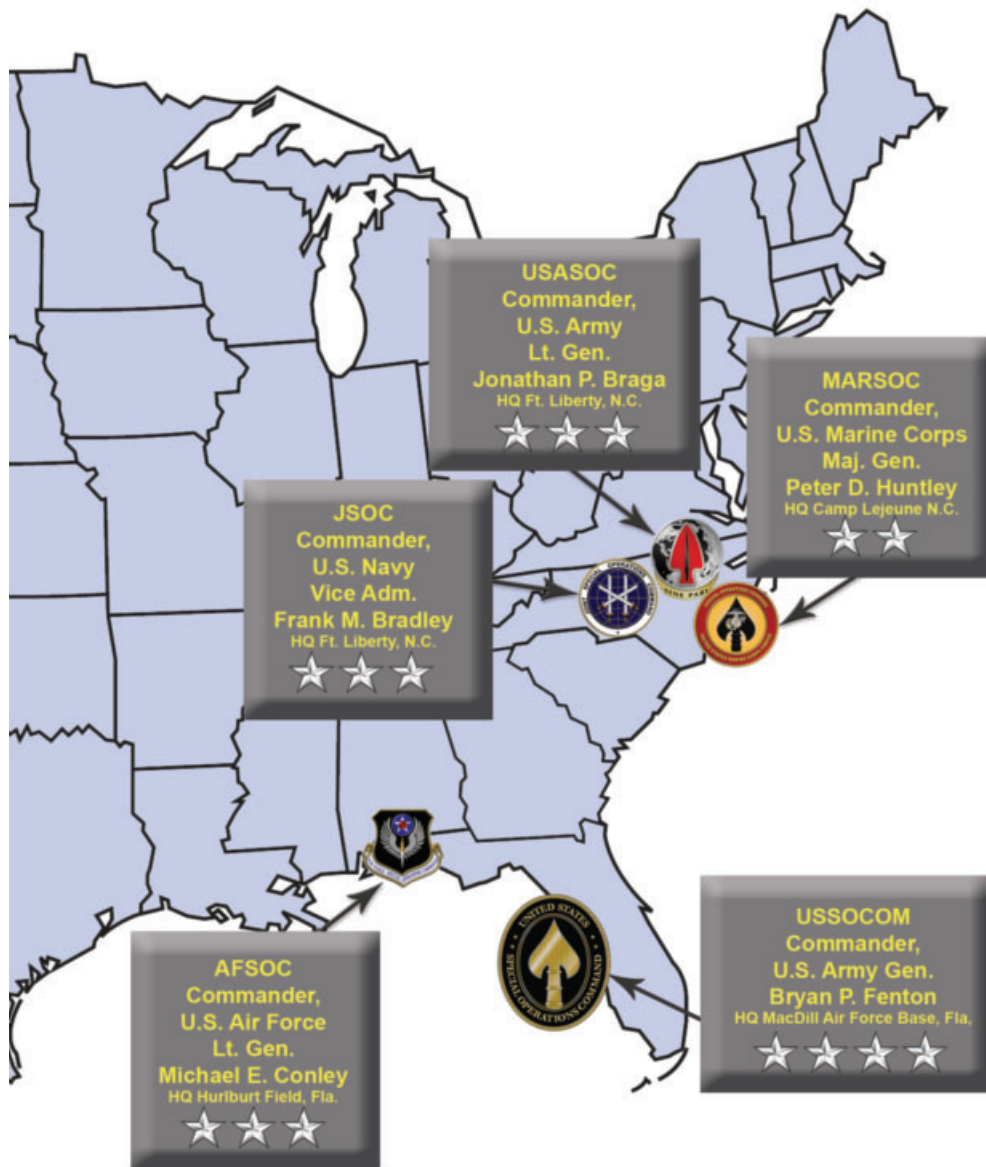 USASOC
Commander,
U.S. Army
Lt. Gen.
Jonathan P. Braga
HQ Ft. Liberty, N.C.
MARSOC
Commander,
U.S. Marine Corps
Maj. Gen.
Peter D. Huntley
HQ Camp Lejeune N.C.
JSOC
Commander,
U.S. Navy
Vice Adm.
Frank M. Bradley
HQ Ft. Liberty, N.C.
AFSOC
Commander,
U.S. Air Force
Lt. Gen.
Michael E. Conley
HQ Hurlburt Field, Fla.
UNITED STATES
SPECIAL OPERATIONS COMMAND
USSOCOM
Commander,
U.S. Army Gen.
Bryan P. Fenton
HQ MacDill Air Force Base, Fla,